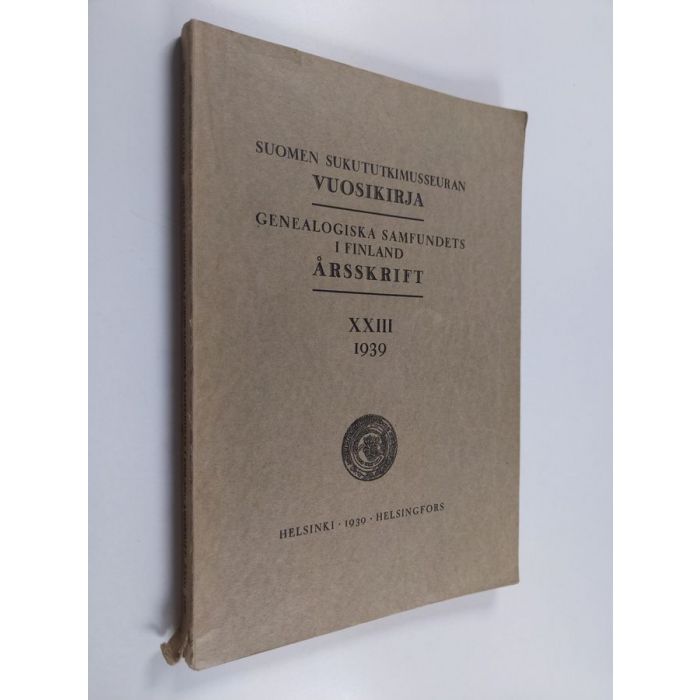 SUOMEN SUKUTUTKIMUSSEURAN
VUOSIKIRJA
GENEALOGISKA SAMFUNDETS
I FINLAND
ÅRSSKRIFT
XXIII
1939
HELSINKI · 1939 · HELSINGFORS